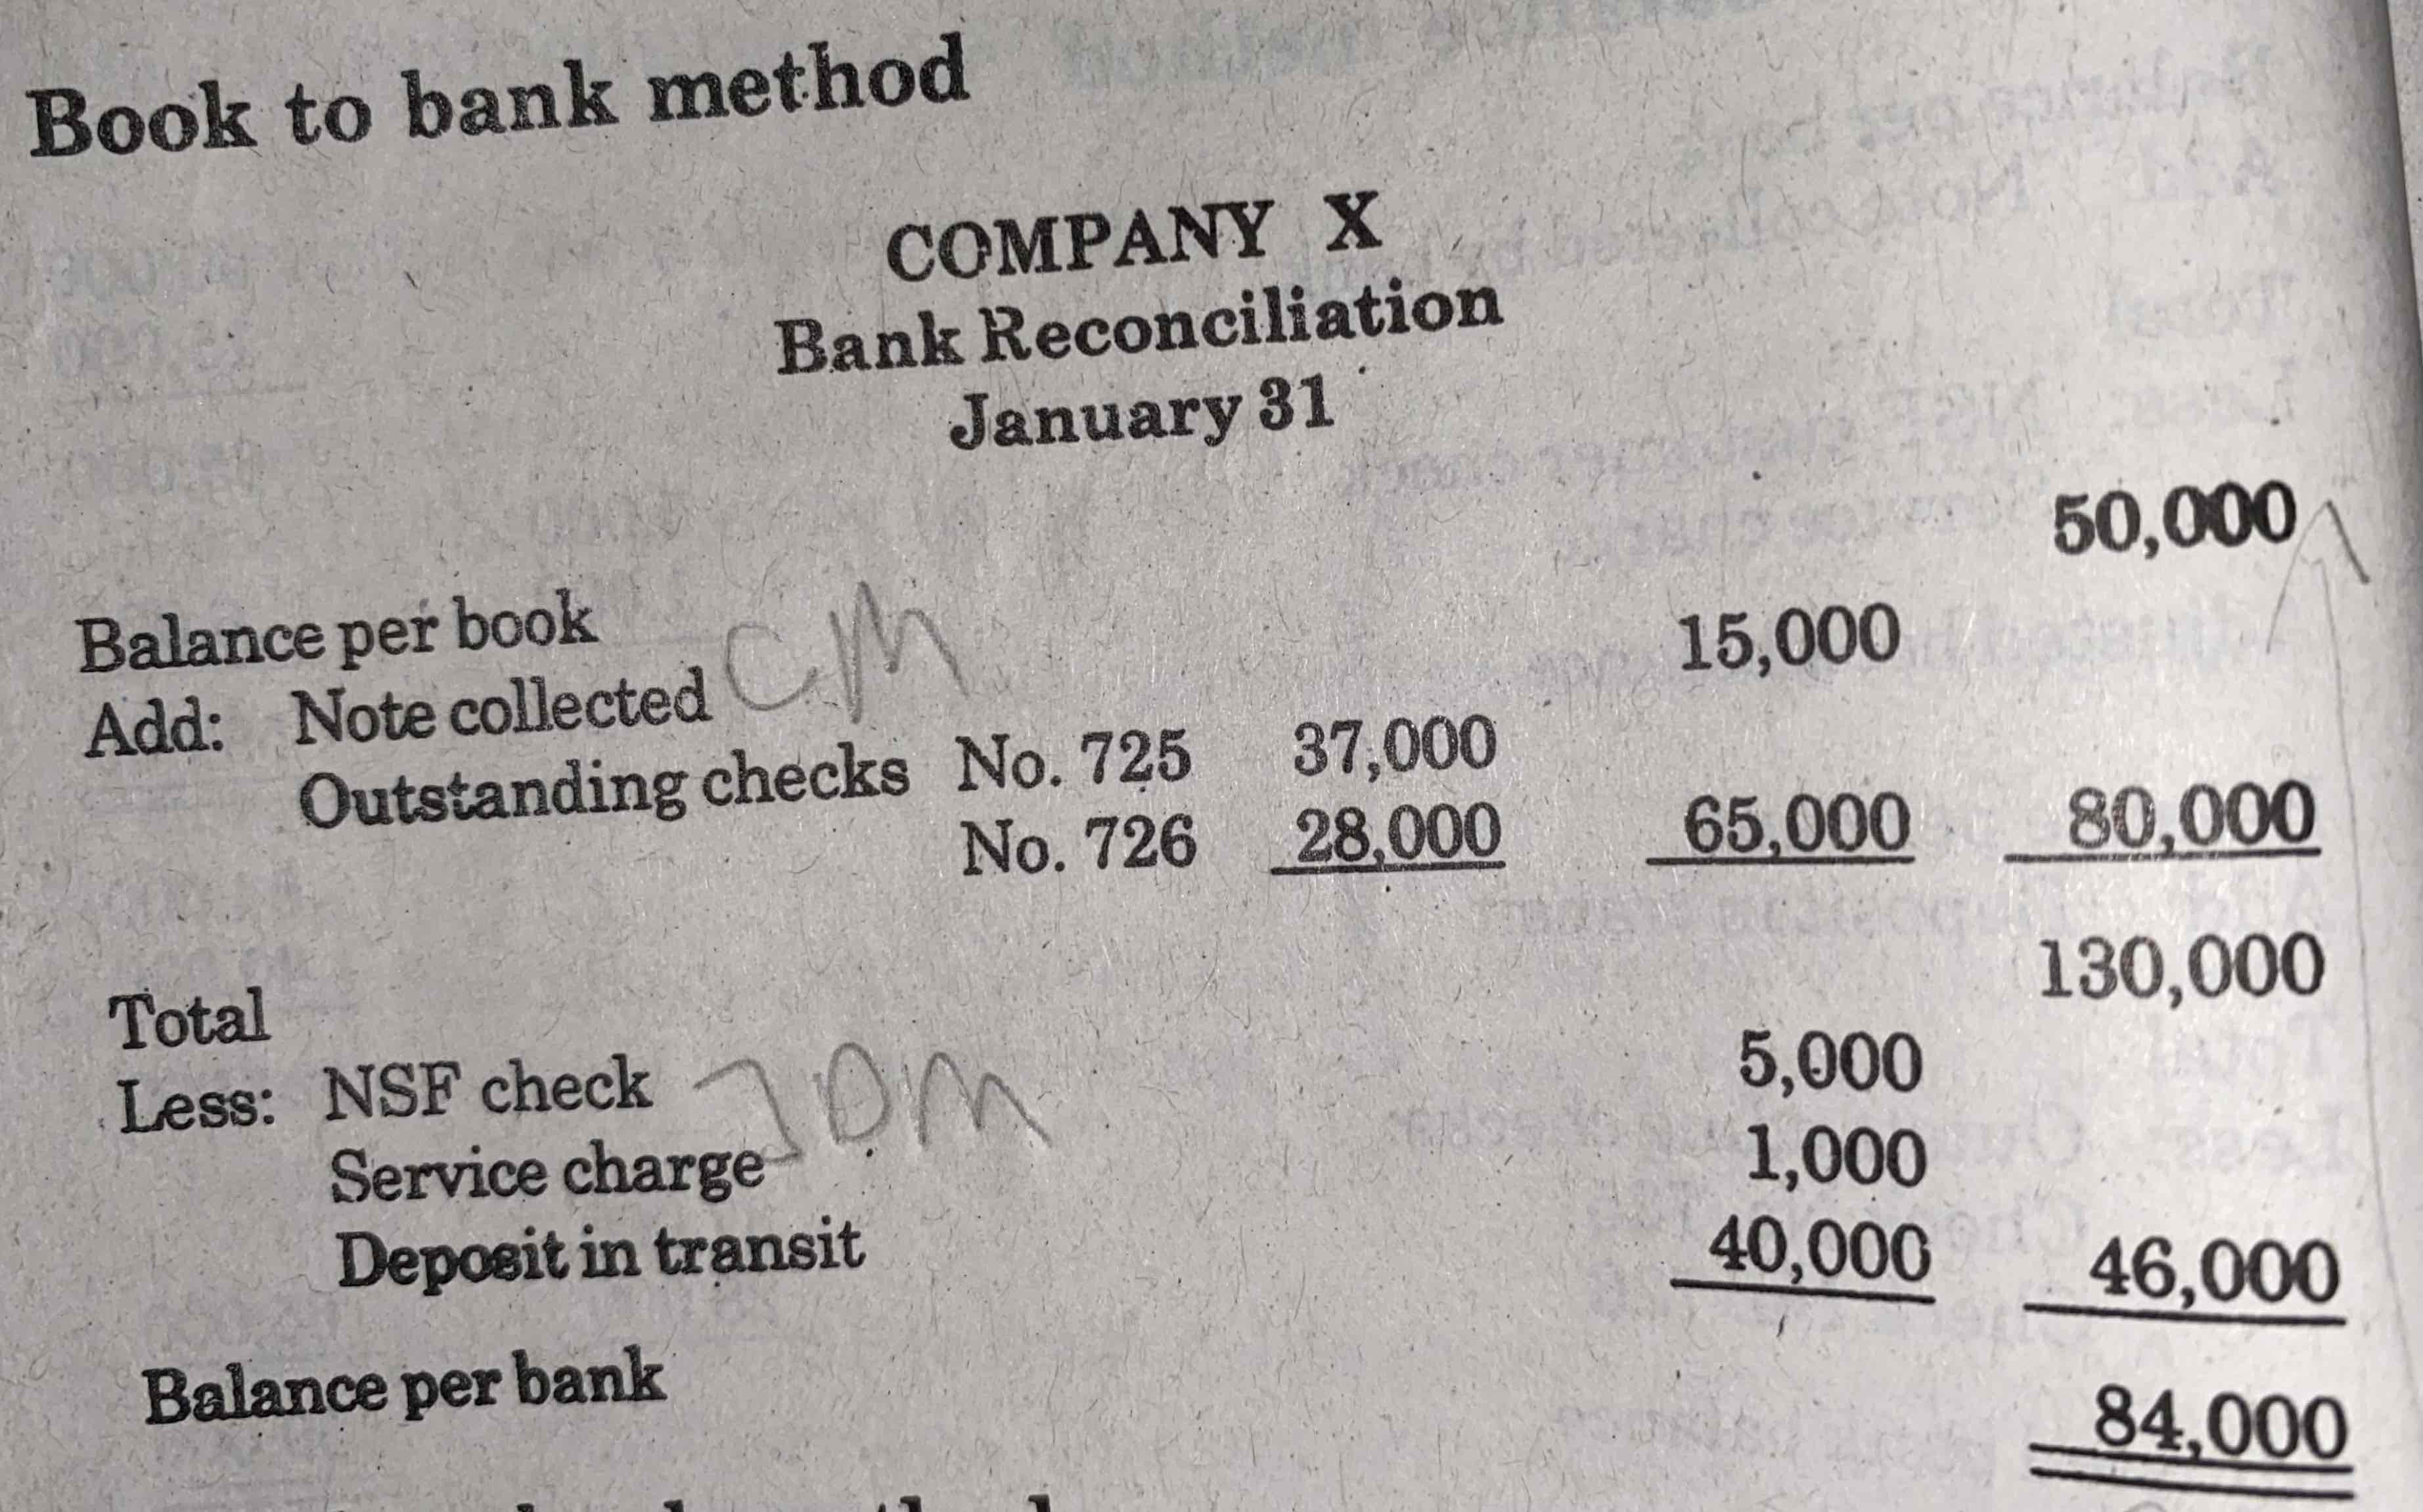 Book to bank method
COMPANY X
Bank Reconciliation
January 31
Balance per book 50,000
Add: Note collected CM 15,000
Outstanding checks No. 725 37,000
No. 726 28,000 65,000 80,000
Total 130,000
Less: NSF check 5,000
DM
Service charge 1,000
Deposit in transit 40,000 46,000
Balance per bank 84,000